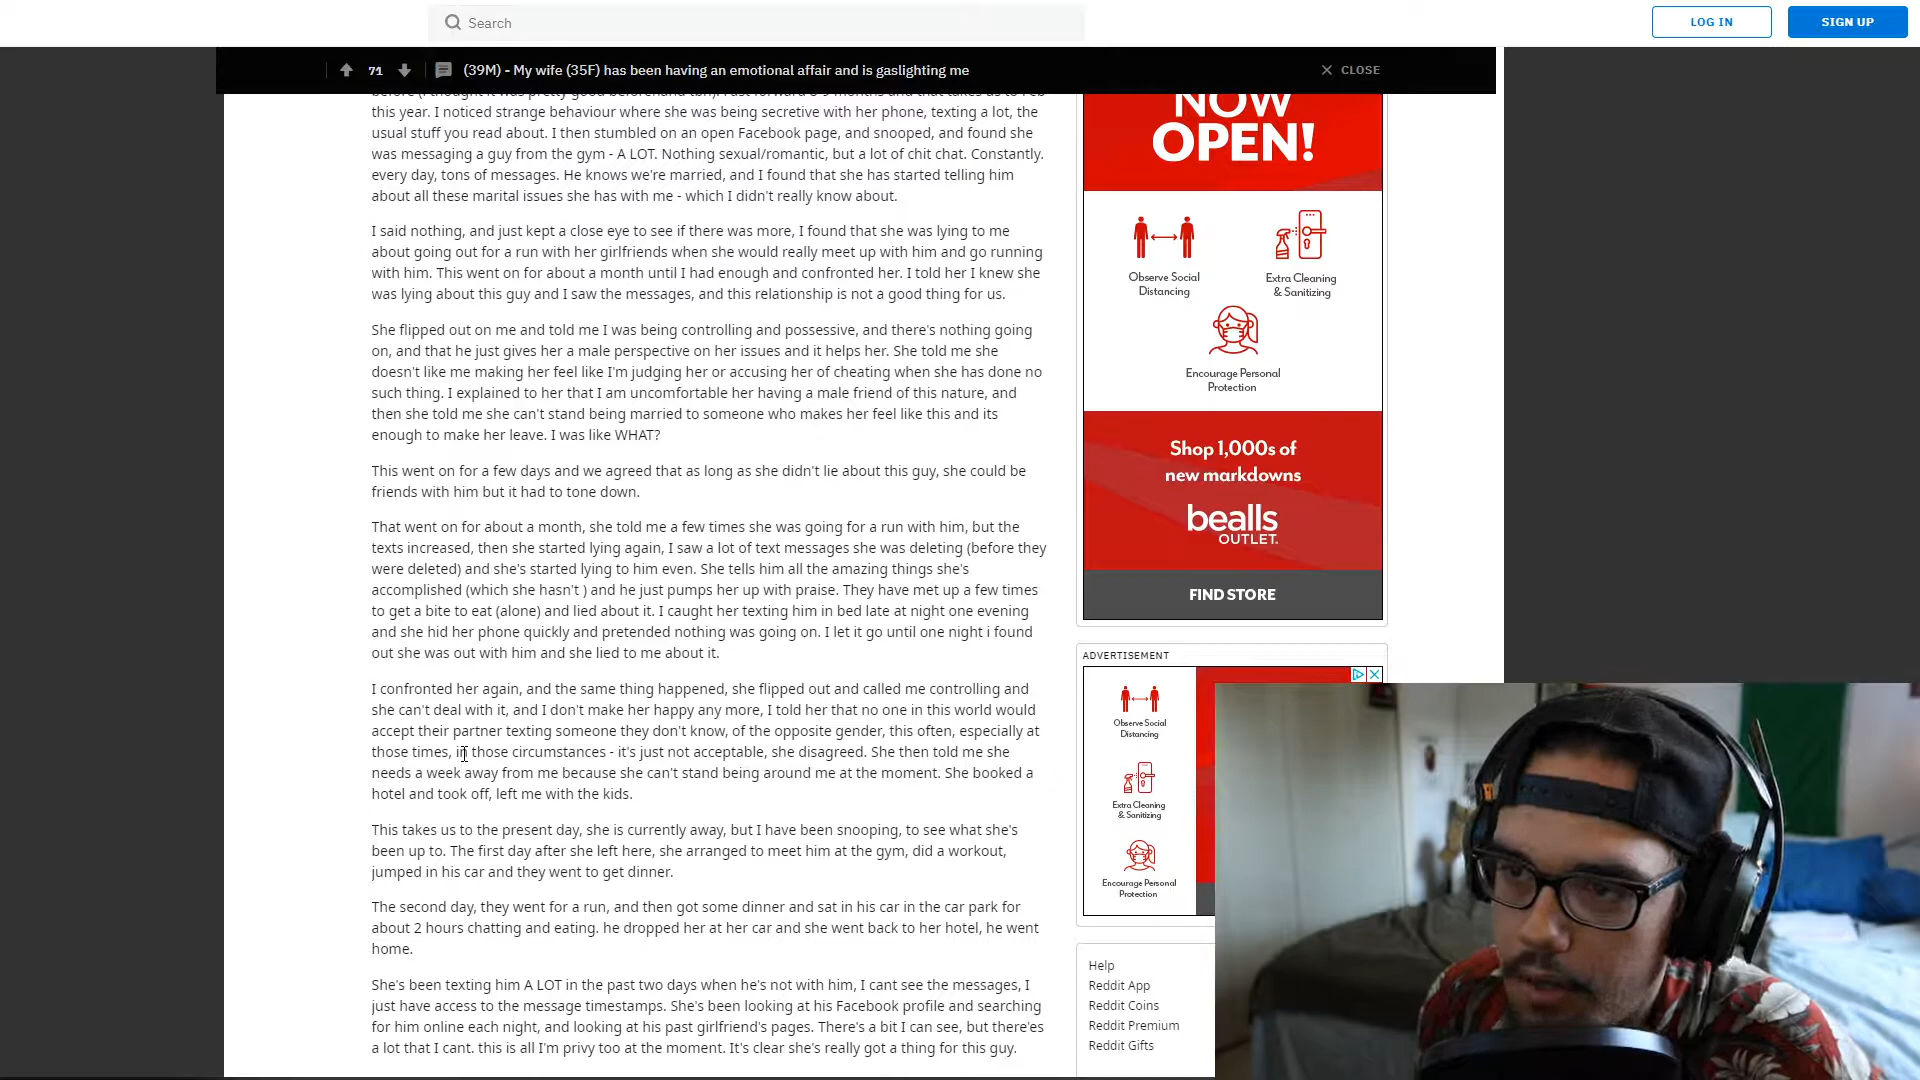 Search
LOG IN
SIGN UP
71
(39M) - My wife (35F) has been having an emotional affair and is gaslighting me
CLOSE
this year. I noticed strange behaviour where she was being secretive with her phone, texting a lot, the
usual stuff you read about. I then stumbled on an open Facebook page, and snooped, and found she
was messaging a guy from the gym - A LOT. Nothing sexual/romantic, but a lot of chit chat. Constantly.
every day, tons of messages. He knows we're married, and I found that she has started telling him
about all these marital issues she has with me - which I didn't really know about.
I said nothing, and just kept a close eye to see if there was more, I found that she was lying to me
about going out for a run with her girlfriends when she would really meet up with him and go running
with him. This went on for about a month until I had enough and confronted her. I told her I knew she
was lying about this guy and I saw the messages, and this relationship is not a good thing for us.
She flipped out on me and told me I was being controlling and possessive, and there's nothing going
on, and that he just gives her a male perspective on her issues and it helps her. She told me she
doesn't like me making her feel like I'm judging her or accusing her of cheating when she has done no
such thing. I explained to her that I am uncomfortable her having a male friend of this nature, and
then she told me she can't stand being married to someone who makes her feel like this and its
enough to make her leave. I was like WHAT?
This went on for a few days and we agreed that as long as she didn't lie about this guy, she could be
friends with him but it had to tone down.
That went on for about a month, she told me a few times she was going for a run with him, but the
texts increased, then she started lying again, I saw a lot of text messages she was deleting (before they
were deleted) and she's started lying to him even. She tells him all the amazing things she's
accomplished (which she hasn't ) and he just pumps her up with praise. They have met up a few times
to get a bite to eat (alone) and lied about it. I caught her texting him in bed late at night one evening
and she hid her phone quickly and pretended nothing was going on. I let it go until one night i found
out she was out with him and she lied to me about it.
I confronted her again, and the same thing happened, she flipped out and called me controlling and
she can't deal with it, and I don't make her happy any more, I told her that no one in this world would
accept their partner texting someone they don't know, of the opposite gender, this often, especially at
those times, in those circumstances - it's just not acceptable, she disagreed. She then told me she
needs a week away from me because she can't stand being around me at the moment. She booked a
hotel and took off, left me with the kids.
This takes us to the present day, she is currently away, but I have been snooping, to see what she's
been up to. The first day after she left here, she arranged to meet him at the gym, did a workout,
jumped in his car and they went to get dinner.
The second day, they went for a run, and then got some dinner and sat in his car in the car park for
about 2 hours chatting and eating. he dropped her at her car and she went back to her hotel, he went
home.
She's been texting him A LOT in the past two days when he's not with him, I cant see the messages, I
just have access to the message timestamps. She's been looking at his Facebook profile and searching
for him online each night, and looking at his past girlfriend's pages. There's a bit I can see, but there'es
a lot that I cant. this is all I'm privy too at the moment. It's clear she's really got a thing for this guy.
NOW
OPEN!
Observe Social
Distancing
Extra Cleaning
& Sanitizing
Encourage Personal
Protection
Shop 1,000s of
new markdowns
bealls
OUTLET.
FIND STORE
ADVERTISEMENT
Observe Social
Distancing
Extra Cleaning
& Sanitizing
Encourage Personal
Protection
Help
Reddit App
Reddit Coins
Reddit Premium
Reddit Gifts